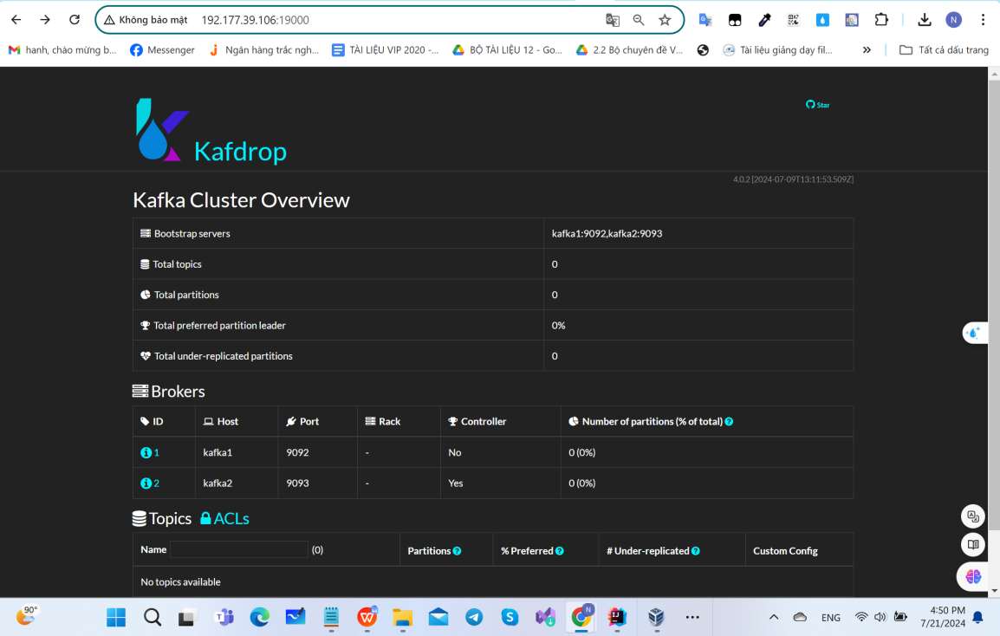 Không bảo mật 192.177.39.106:19000
N
hanh, chào mừng b... Messenger Ngân hàng trắc ngh... TÀI LIỆU VIP 2020 -... BỘ TÀI LIỆU 12 - Go... 2.2 Bộ chuyên đề V... Tài liệu giảng dạy fil... » Tất cả dấu trang
Star
Kafdrop
4.0.2 [2024-07-09T13:11:53.509Z]
Kafka Cluster Overview
Bootstrap servers kafka1:9092,kafka2:9093
Total topics 0
Total partitions 0
Total preferred partition leader 0%
Total under-replicated partitions 0
Brokers
ID Host Port Rack Controller Number of partitions (% of total)
1 kafka1 9092 - No 0 (0%)
2 kafka2 9093 - Yes 0 (0%)
Topics ACLs
Name (0) Partitions % Preferred # Under-replicated Custom Config
No topics available
90°
ENG
4:50 PM
7/21/2024